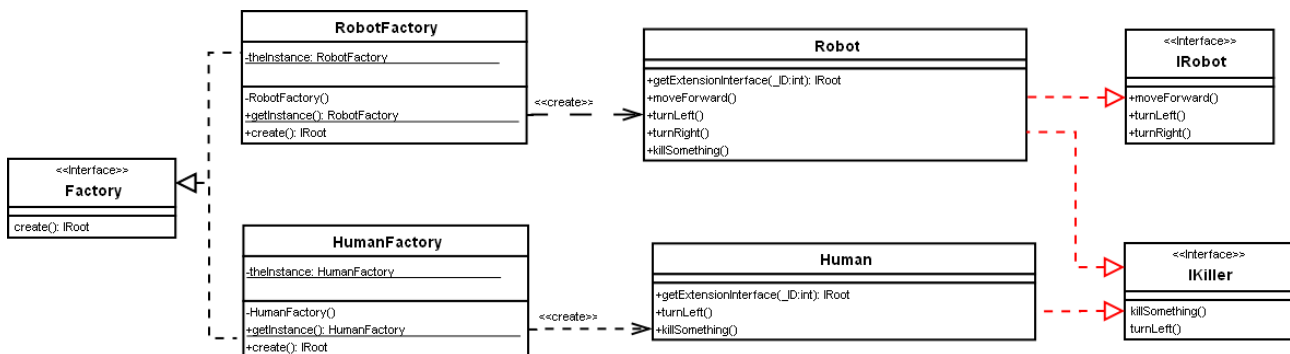 RobotFactory
-theInstance: RobotFactory
-RobotFactory()
+getInstance(): RobotFactory
+create(): IRoot
<<create>>
Robot
+getExtensionInterface(_ID:int): IRoot
+moveForward()
+turnLeft()
+turnRight()
+killSomething()
<<Interface>>
IRobot
+moveForward()
+turnLeft()
+turnRight()
<<Interface>>
Factory
create(): IRoot
HumanFactory
-theInstance: HumanFactory
-HumanFactory()
+getInstance(): HumanFactory
+create(): IRoot
<<create>>
Human
+getExtensionInterface(_ID:int): IRoot
+turnLeft()
+killSomething()
<<Interface>>
IKiller
killSomething()
turnLeft()